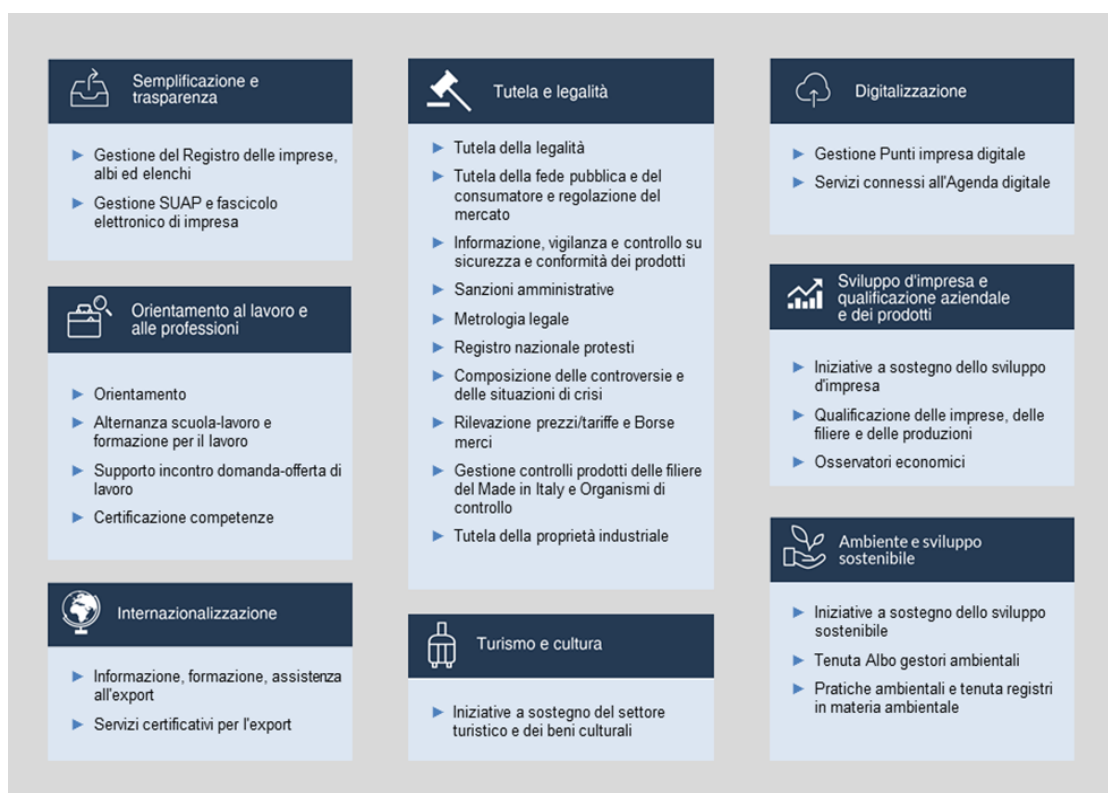 Semplificazione e
trasparenza
Gestione del Registro delle imprese,
albi ed elenchi
Gestione SUAP e fascicolo
elettronico di impresa
Orientamento al lavoro e
alle professioni
Orientamento
Alternanza scuola-lavoro e
formazione per il lavoro
Supporto incontro domanda-offerta di
lavoro
Certificazione competenze
Internazionalizzazione
Informazione, formazione, assistenza
all'export
Servizi certificativi per l'export
Tutela e legalità
Tutela della legalità
Tutela della fede pubblica e del
consumatore e regolazione del
mercato
Informazione, vigilanza e controllo su
sicurezza e conformità dei prodotti
Sanzioni amministrative
Metrologia legale
Registro nazionale protesti
Composizione delle controversie e
delle situazioni di crisi
Rilevazione prezzi/tariffe e Borse
merci
Gestione controlli prodotti delle filiere
del Made in Italy e Organismi di
controllo
Tutela della proprietà industriale
Turismo e cultura
Iniziative a sostegno del settore
turistico e dei beni culturali
Digitalizzazione
Gestione Punti impresa digitale
Servizi connessi all'Agenda digitale
Sviluppo d'impresa e
qualificazione aziendale
e dei prodotti
Iniziative a sostegno dello sviluppo
d'impresa
Qualificazione delle imprese, delle
filiere e delle produzioni
Osservatori economici
Ambiente e sviluppo
sostenibile
Iniziative a sostegno dello sviluppo
sostenibile
Tenuta Albo gestori ambientali
Pratiche ambientali e tenuta registri
in materia ambientale